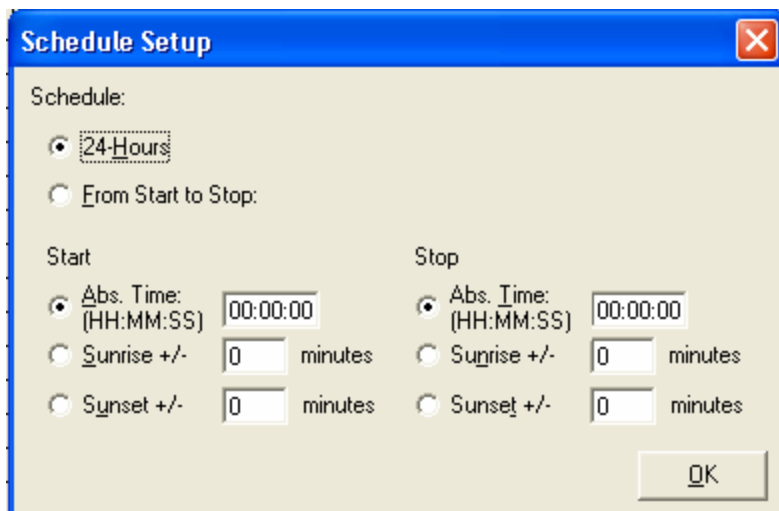 Schedule Setup
Schedule:
24-Hours
From Start to Stop:
Start
Abs. Time:
(HH:MM:SS)
00:00:00
Sunrise +/- 0 minutes
Sunset +/- 0 minutes
Stop
Abs. Time:
(HH:MM:SS)
00:00:00
Sunrise +/- 0 minutes
Sunset +/- 0 minutes
OK